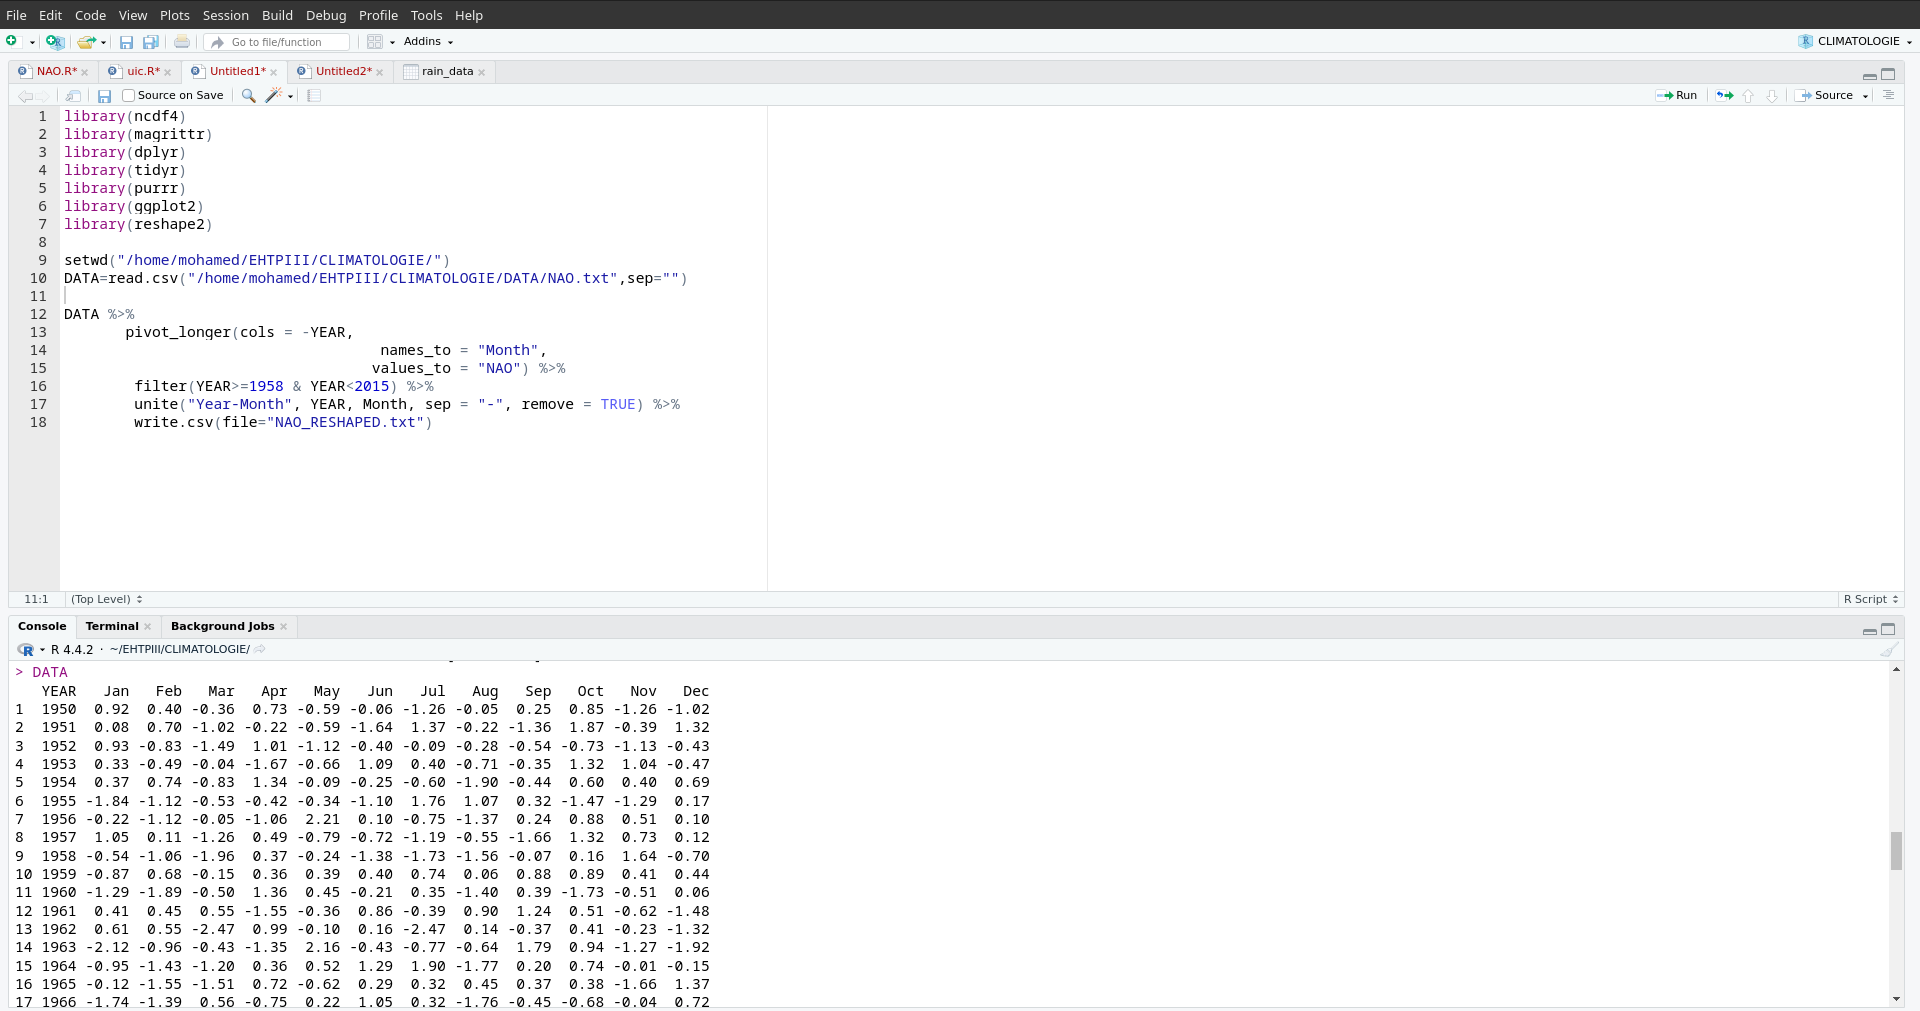 File Edit Code View Plots Session Build Debug Profile Tools Help
Go to file/function Addins CLIMATOLOGIE
NAO.R* uic.R* Untitled1* Untitled2* rain_data
Source on Save Run Source
1 library(ncdf4)
2 library(magrittr)
3 library(dplyr)
4 library(tidyr)
5 library(purrr)
6 library(ggplot2)
7 library(reshape2)
8
9 setwd("/home/mohamed/EHTPIII/CLIMATOLOGIE/")
10 DATA=read.csv("/home/mohamed/EHTPIII/CLIMATOLOGIE/DATA/NAO.txt",sep="")
11
12 DATA %>%
13 pivot_longer(cols = -YEAR,
14 names_to = "Month",
15 values_to = "NAO") %>%
16 filter(YEAR>=1958 & YEAR<2015) %>%
17 unite("Year-Month", YEAR, Month, sep = "-", remove = TRUE) %>%
18 write.csv(file="NAO_RESHAPED.txt")
11:1 (Top Level) R Script
Console Terminal Background Jobs
R 4.4.2 · ~/EHTPIII/CLIMATOLOGIE/
> DATA
YEAR Jan Feb Mar Apr May Jun Jul Aug Sep Oct Nov Dec
1 1950 0.92 0.40 -0.36 0.73 -0.59 -0.06 -1.26 -0.05 0.25 0.85 -1.26 -1.02
2 1951 0.08 0.70 -1.02 -0.22 -0.59 -1.64 1.37 -0.22 -1.36 1.87 -0.39 1.32
3 1952 0.93 -0.83 -1.49 1.01 -1.12 -0.40 -0.09 -0.28 -0.54 -0.73 -1.13 -0.43
4 1953 0.33 -0.49 -0.04 -1.67 -0.66 1.09 0.40 -0.71 -0.35 1.32 1.04 -0.47
5 1954 0.37 0.74 -0.83 1.34 -0.09 -0.25 -0.60 -1.90 -0.44 0.60 0.40 0.69
6 1955 -1.84 -1.12 -0.53 -0.42 -0.34 -1.10 1.76 1.07 0.32 -1.47 -1.29 0.17
7 1956 -0.22 -1.12 -0.05 -1.06 2.21 0.10 -0.75 -1.37 0.24 0.88 0.51 0.10
8 1957 1.05 0.11 -1.26 0.49 -0.79 -0.72 -1.19 -0.55 -1.66 1.32 0.73 0.12
9 1958 -0.54 -1.06 -1.96 0.37 -0.24 -1.38 -1.73 -1.56 -0.07 0.16 1.64 -0.70
10 1959 -0.87 0.68 -0.15 0.36 0.39 0.40 0.74 0.06 0.88 0.89 0.41 0.44
11 1960 -1.29 -1.89 -0.50 1.36 0.45 -0.21 0.35 -1.40 0.39 -1.73 -0.51 0.06
12 1961 0.41 0.45 0.55 -1.55 -0.36 0.86 -0.39 0.90 1.24 0.51 -0.62 -1.48
13 1962 0.61 0.55 -2.47 0.99 -0.10 0.16 -2.47 0.14 -0.37 0.41 -0.23 -1.32
14 1963 -2.12 -0.96 -0.43 -1.35 2.16 -0.43 -0.77 -0.64 1.79 0.94 -1.27 -1.92
15 1964 -0.95 -1.43 -1.20 0.36 0.52 1.29 1.90 -1.77 0.20 0.74 -0.01 -0.15
16 1965 -0.12 -1.55 -1.51 0.72 -0.62 0.29 0.32 0.45 0.37 0.38 -1.66 1.37
17 1966 -1.74 -1.39 0.56 -0.75 0.22 1.05 0.32 -1.76 -0.45 -0.68 -0.04 0.72